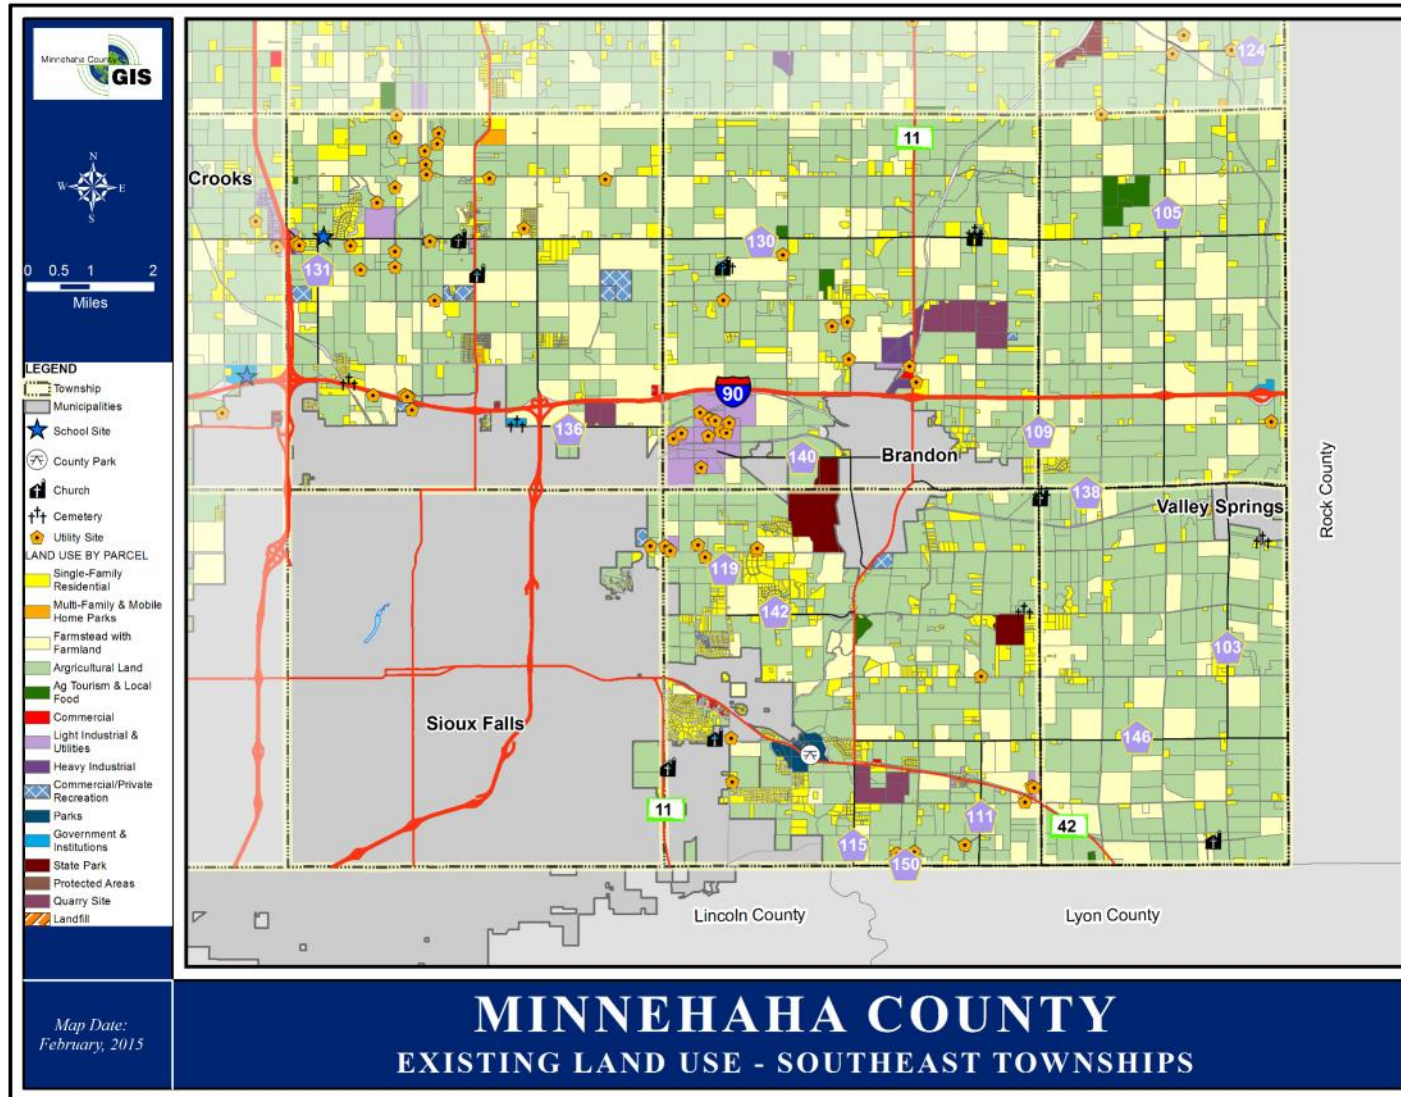 Minnehaha County
GIS
N
W E
S
0 0.5 1 2
Miles
LEGEND
Township
Municipalities
School Site
County Park
Church
Cemetery
Utility Site
LAND USE BY PARCEL
Single-Family
Residential
Multi-Family & Mobile
Home Parks
Farmstead with
Farmland
Argricultural Land
Ag Tourism & Local
Food
Commercial
Light Industrial &
Utilities
Heavy Industrial
Commercial/Private
Recreation
Parks
Government &
Institutions
State Park
Protected Areas
Quarry Site
Landfill
Map Date:
February, 2015
124
11
Crooks
105
130
131
90
136
109
Brandon
140
138
Valley Springs
Rock County
119
142
103
Sioux Falls
146
11
111
42
115
150
Lincoln County
Lyon County
MINNEHAHA COUNTY
EXISTING LAND USE - SOUTHEAST TOWNSHIPS